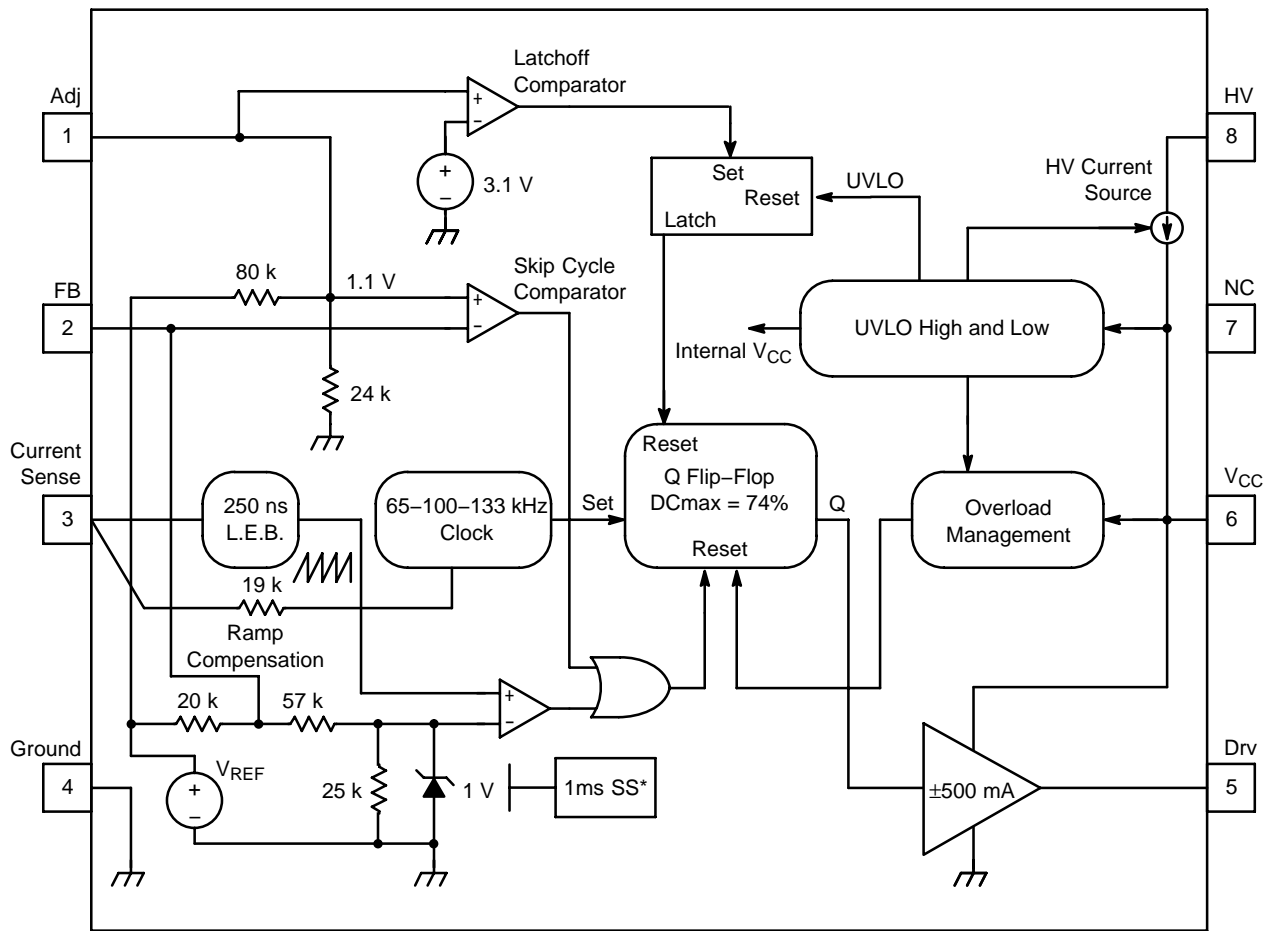 Latchoff
Comparator
Adj
1
HV
8
+
−
+
−
3.1 V
Set
Reset
Latch
UVLO
HV Current
Source
80 k
1.1 V
Skip Cycle
Comparator
FB
2
+
−
NC
7
UVLO High and Low
Internal VCC
24 k
Current
Sense
3
250 ns
L.E.B.
65−100−133 kHz
Clock
Set
Reset
Q Flip−Flop
DCmax = 74%
Reset
Q
Overload
Management
VCC
6
19 k
Ramp
Compensation
20 k
57 k
+
−
Ground
4
VREF
+
−
25 k
1 V
1ms SS*
±500 mA
Drv
5